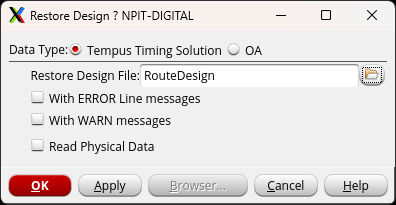 Restore Design ? NPIT-DIGITAL
Data Type: Tempus Timing Solution OA
Restore Design File: RouteDesign
With ERROR Line messages
With WARN messages
Read Physical Data
OK Apply Browser... Cancel Help